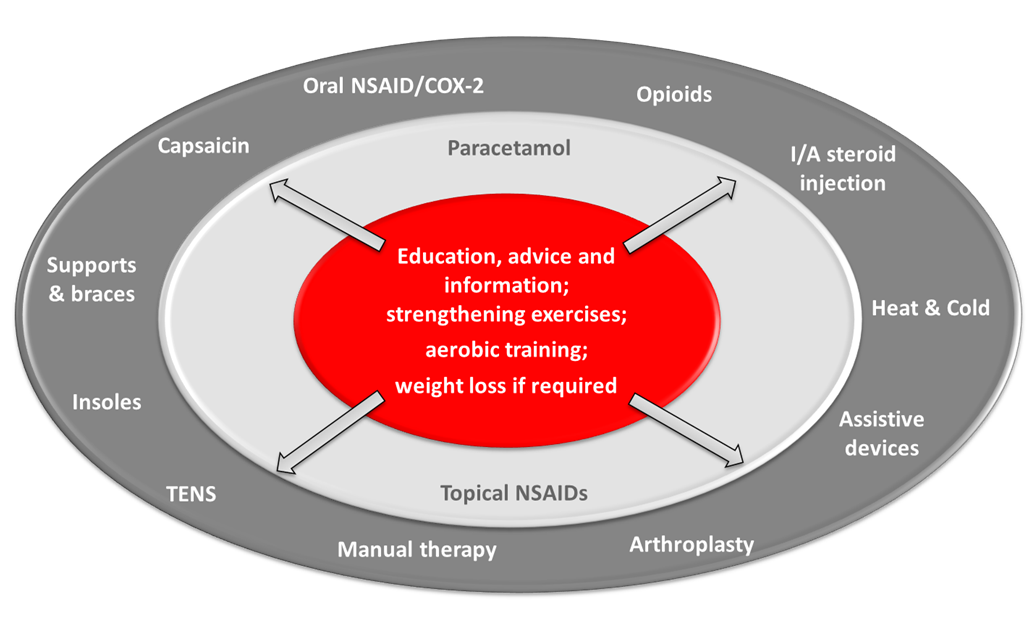 Oral NSAID/COX-2
Opioids
Capsaicin
Paracetamol
I/A steroid
injection
Education, advice and
information;
strengthening exercises;
aerobic training;
weight loss if required
Supports
& braces
Heat & Cold
Insoles
Assistive
devices
TENS
Topical NSAIDs
Manual therapy
Arthroplasty